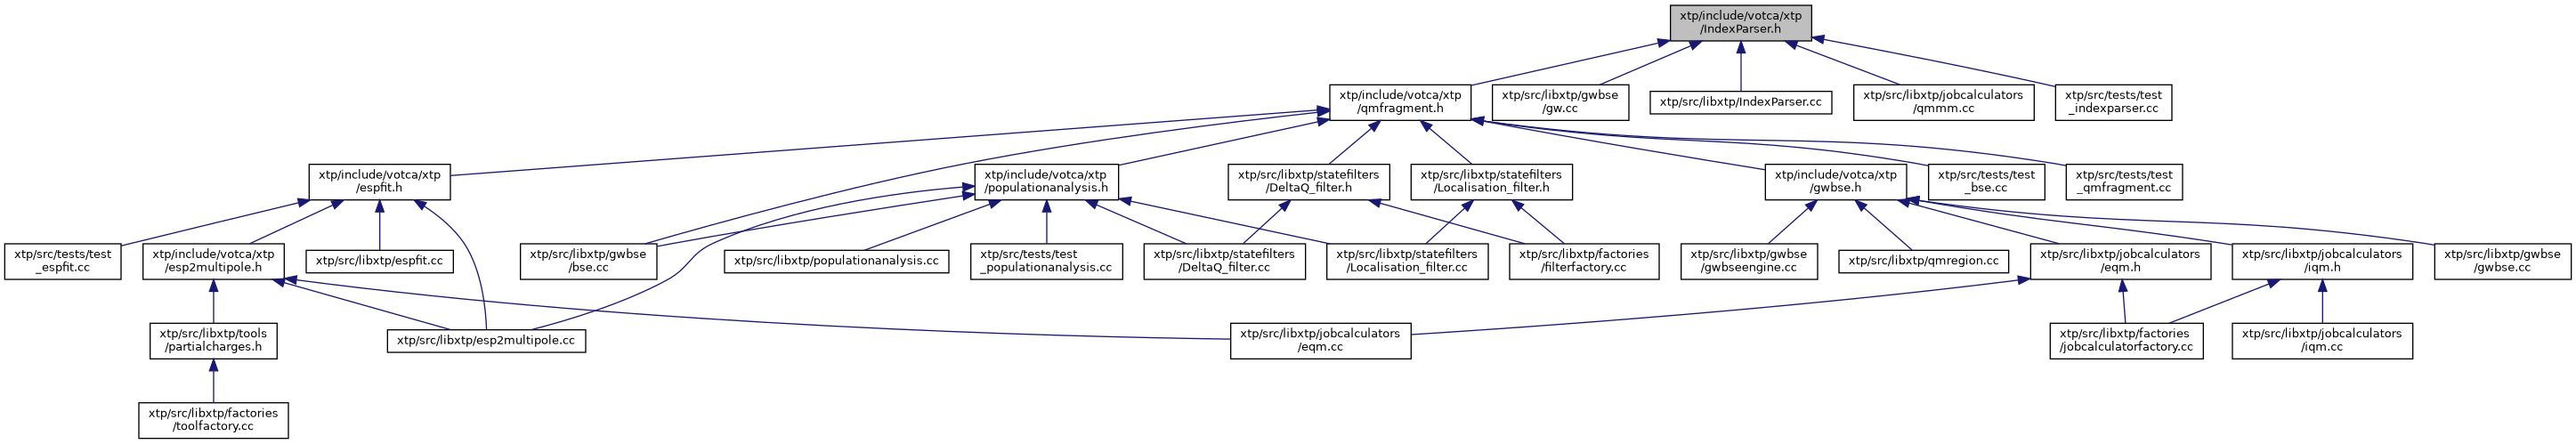 xtp/include/votca/xtp
/IndexParser.h
xtp/include/votca/xtp
/qmfragment.h
xtp/src/libxtp/gwbse
/gw.cc
xtp/src/libxtp/IndexParser.cc
xtp/src/libxtp/jobcalculators
/qmmm.cc
xtp/src/tests/test
_indexparser.cc
xtp/include/votca/xtp
/espfit.h
xtp/include/votca/xtp
/populationanalysis.h
xtp/src/libxtp/statefilters
/DeltaQ_filter.h
xtp/src/libxtp/statefilters
/Localisation_filter.h
xtp/include/votca/xtp
/gwbse.h
xtp/src/tests/test
_bse.cc
xtp/src/tests/test
_qmfragment.cc
xtp/src/tests/test
_espfit.cc
xtp/include/votca/xtp
/esp2multipole.h
xtp/src/libxtp/espfit.cc
xtp/src/libxtp/gwbse
/bse.cc
xtp/src/libxtp/populationanalysis.cc
xtp/src/tests/test
_populationanalysis.cc
xtp/src/libxtp/statefilters
/DeltaQ_filter.cc
xtp/src/libxtp/statefilters
/Localisation_filter.cc
xtp/src/libxtp/factories
/filterfactory.cc
xtp/src/libxtp/gwbse
/gwbseengine.cc
xtp/src/libxtp/qmregion.cc
xtp/src/libxtp/jobcalculators
/eqm.h
xtp/src/libxtp/jobcalculators
/iqm.h
xtp/src/libxtp/gwbse
/gwbse.cc
xtp/src/libxtp/tools
/partialcharges.h
xtp/src/libxtp/esp2multipole.cc
xtp/src/libxtp/jobcalculators
/eqm.cc
xtp/src/libxtp/factories
/jobcalculatorfactory.cc
xtp/src/libxtp/jobcalculators
/iqm.cc
xtp/src/libxtp/factories
/toolfactory.cc